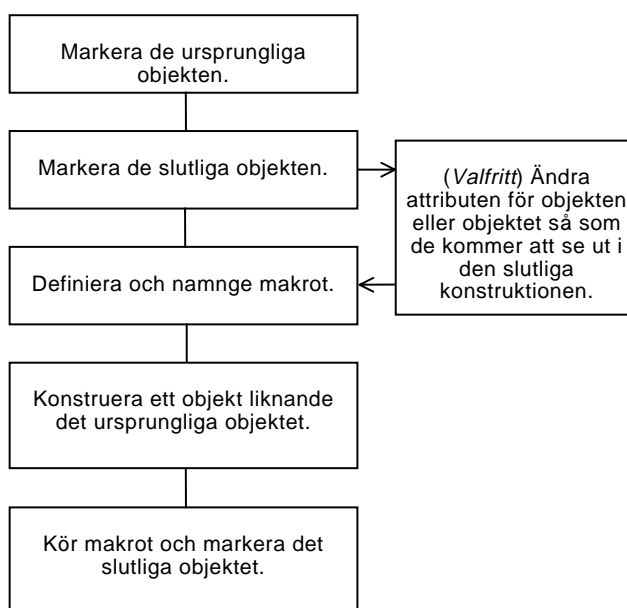 Markera de ursprungliga
objekten.
Markera de slutliga objekten.
(Valfritt) Ändra
attributen för objekten
eller objektet så som
de kommer att se ut i
den slutliga
konstruktionen.
Definiera och namnge makrot.
Konstruera ett objekt liknande
det ursprungliga objektet.
Kör makrot och markera det
slutliga objektet.